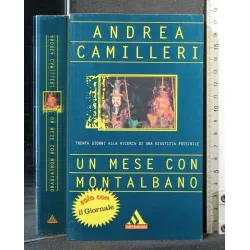 ANDREA
CAMILLERI
TRENTA GIORNI ALLA RICERCA DI UNA GIUSTIZIA POSSIBILE
UN MESE CON
MONTALBANO
solo con
il Giornale
ANDREA CAMILLERI
UN MESE CON MONTALBANO